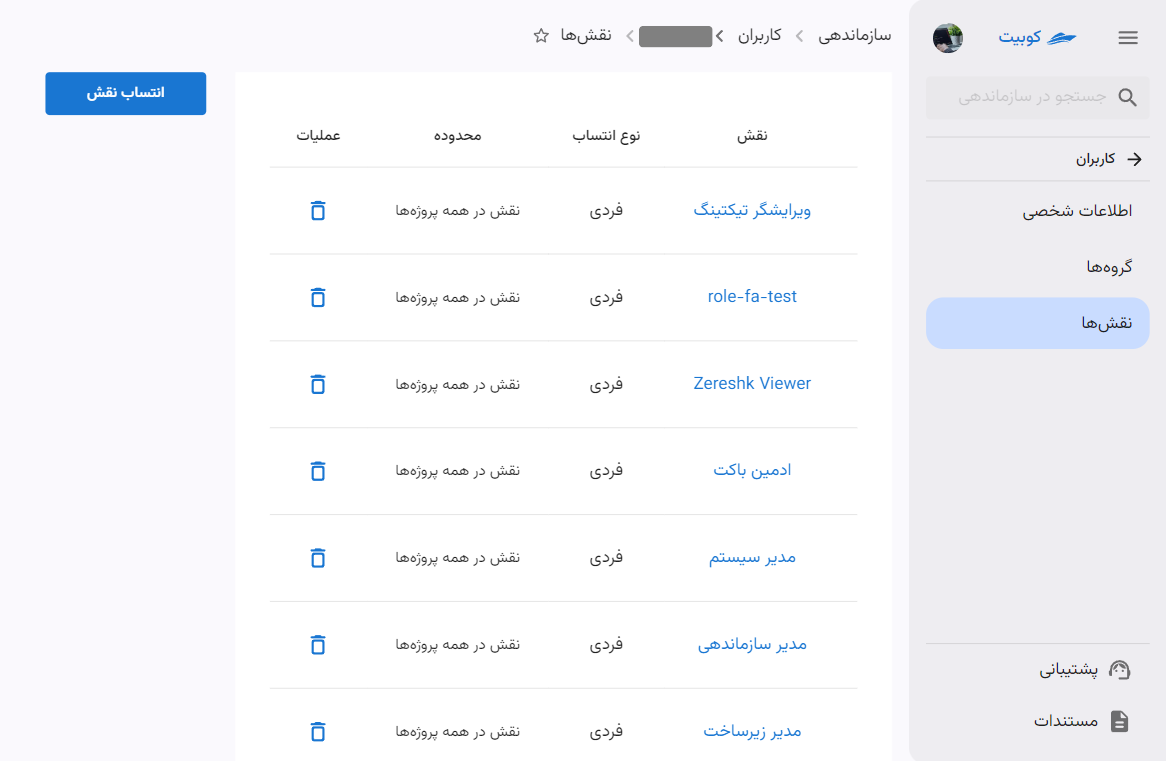 کوبیت
جستجو در سازماندهی
کاربران
اطلاعات شخصی
گروه‌ها
نقش‌ها
پشتیبانی
مستندات
سازماندهی
کاربران
نقش‌ها
انتساب نقش
نقش نوع انتساب محدوده عملیات
ویرایشگر تیکتینگ فردی نقش در همه پروژه‌ها
role-fa-test فردی نقش در همه پروژه‌ها
Zereshk Viewer فردی نقش در همه پروژه‌ها
ادمین باکت فردی نقش در همه پروژه‌ها
مدیر سیستم فردی نقش در همه پروژه‌ها
مدیر سازماندهی فردی نقش در همه پروژه‌ها
مدیر زیرساخت فردی نقش در همه پروژه‌ها